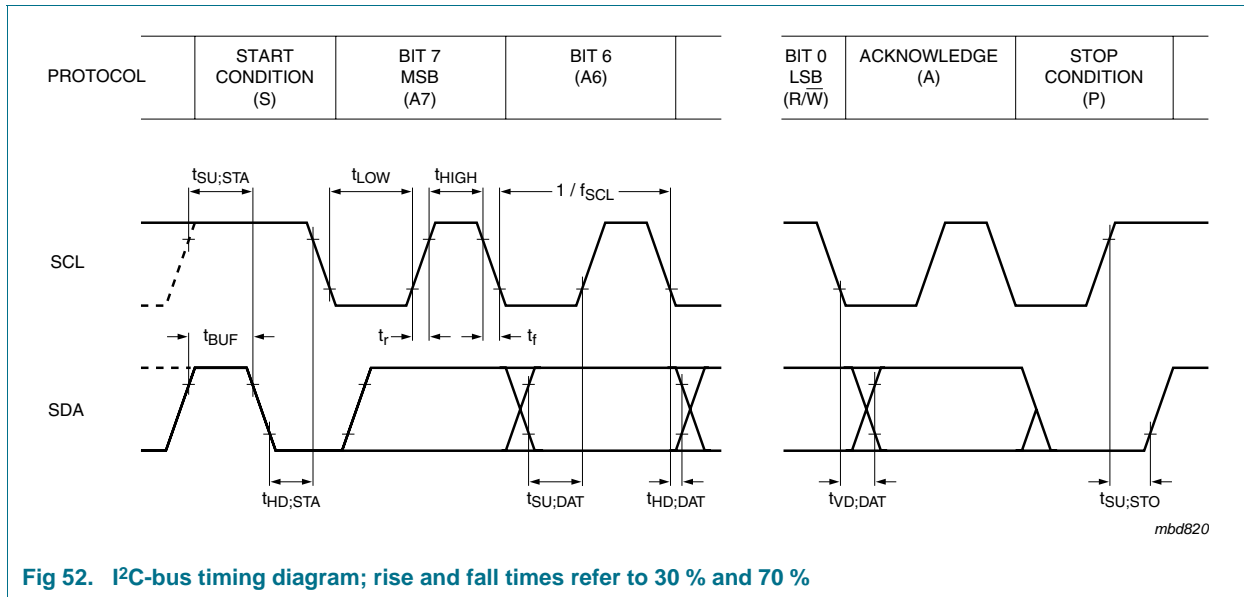 PROTOCOL
START
CONDITION
(S)
BIT 7
MSB
(A7)
BIT 6
(A6)
BIT 0
LSB
(R/W̅)
ACKNOWLEDGE
(A)
STOP
CONDITION
(P)
tSU;STA
tLOW
tHIGH
1 / fSCL
SCL
tBUF
tr
tf
SDA
tHD;STA
tSU;DAT
tHD;DAT
tVD;DAT
tSU;STO
mbd820
Fig 52. I²C-bus timing diagram; rise and fall times refer to 30 % and 70 %